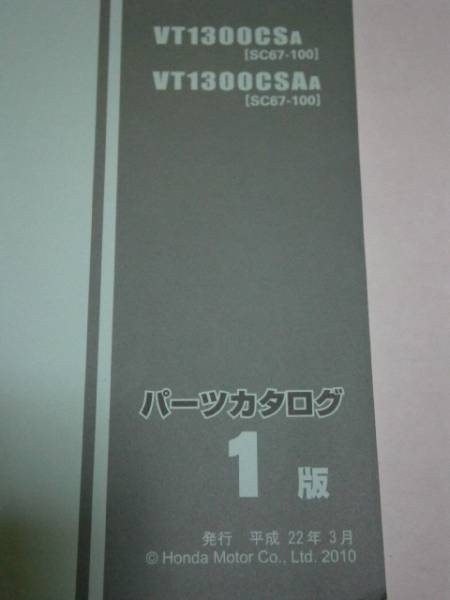 VT1300CSA
[SC67-100]
VT1300CSAA
[SC67-100]
パーツカタログ
1 版
発行 平成 22年 3月
© Honda Motor Co., Ltd. 2010